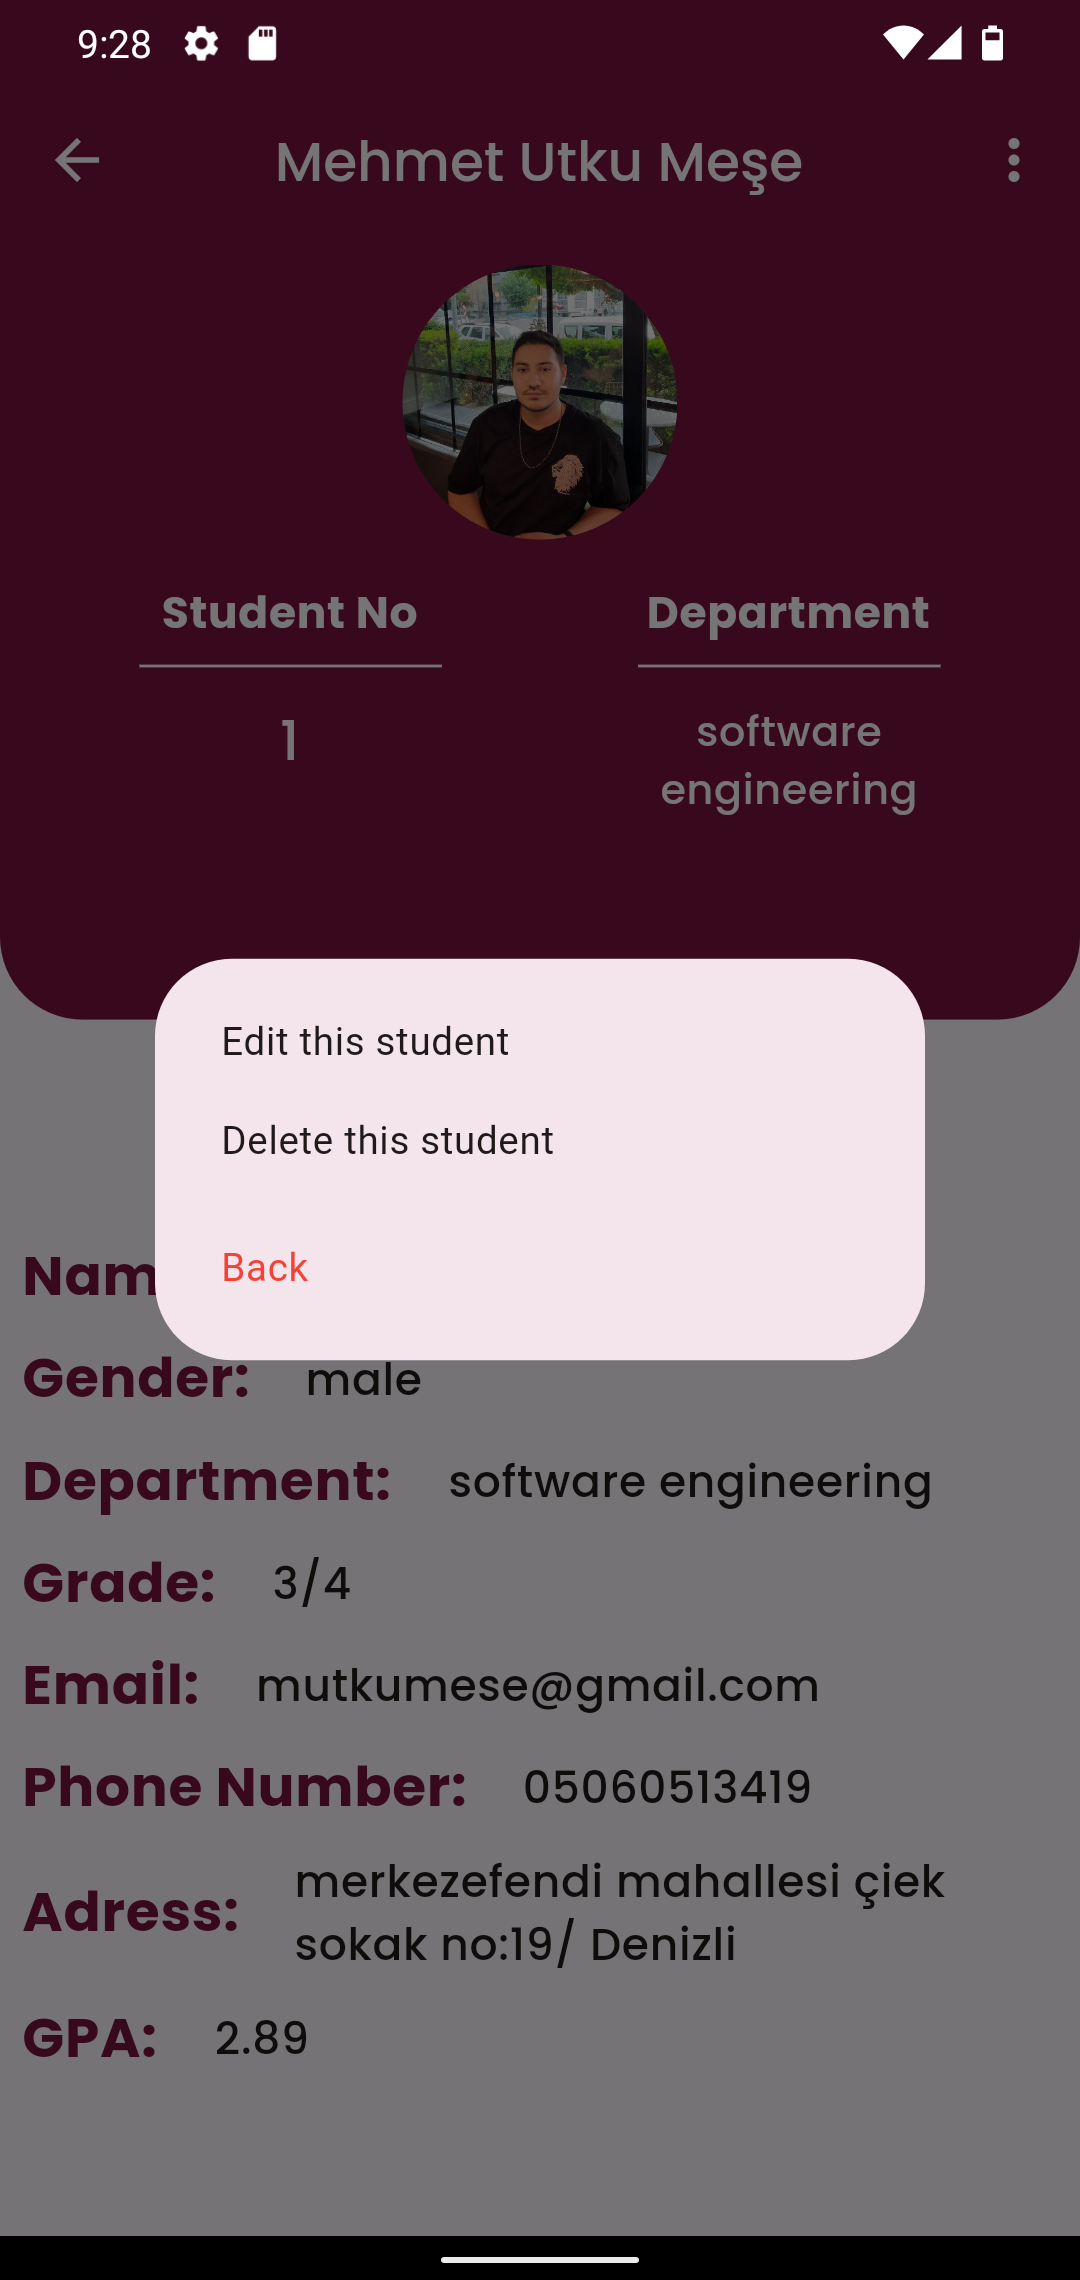 9:28
Mehmet Utku Meşe
Student No
Department
1
software
engineering
Edit this student
Delete this student
Back
Nam
Gender: male
Department: software engineering
Grade: 3/4
Email: mutkumese@gmail.com
Phone Number: 05060513419
Adress: merkezefendi mahallesi çiek
sokak no:19/ Denizli
GPA: 2.89